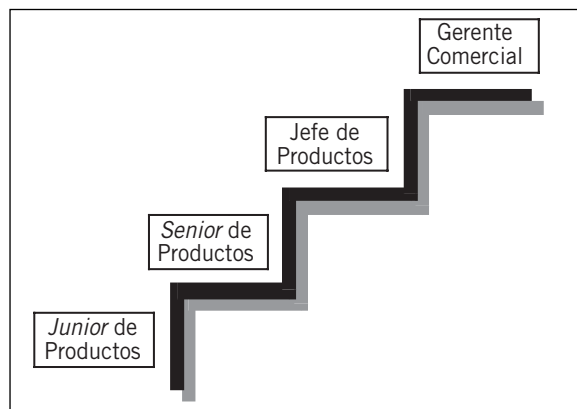 Gerente
Comercial
Jefe de
Productos
Senior de
Productos
Junior de
Productos